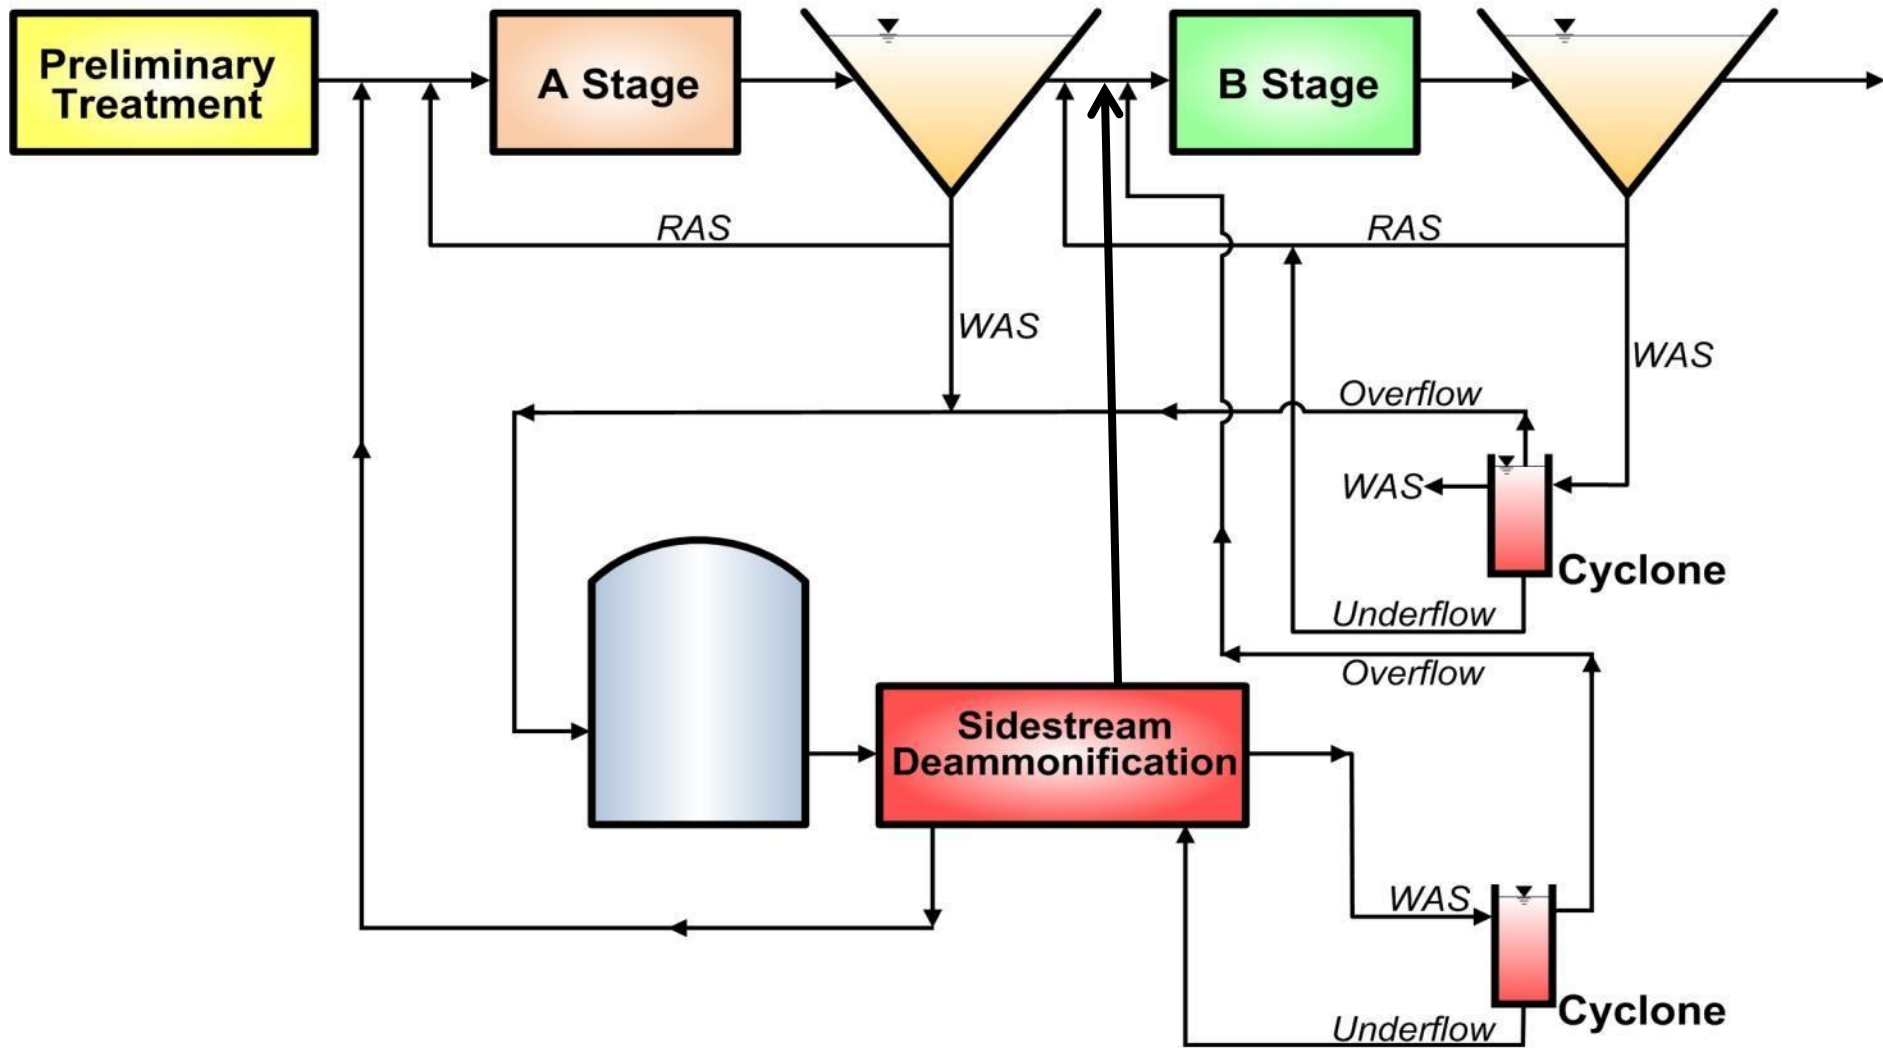 Preliminary
Treatment
A Stage
B Stage
RAS
RAS
WAS
WAS
Overflow
WAS
Cyclone
Underflow
Overflow
Sidestream
Deammonification
WAS
Cyclone
Underflow